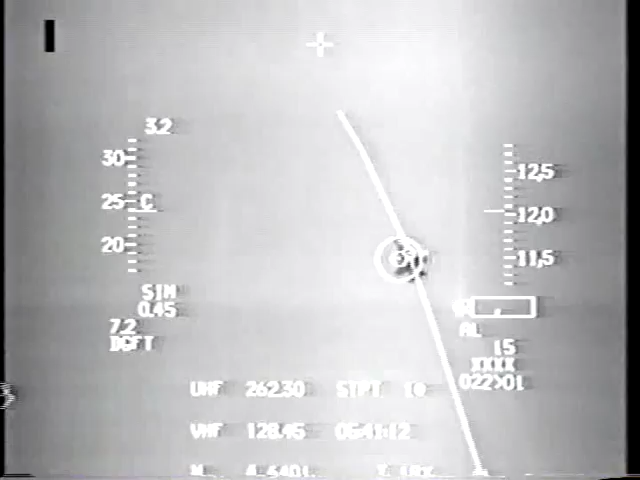 3.2
30
25 C
20
12,5
12,0
11,5
SIM
0.45
7.2
DGFT
AL
15
XXXX
022>01
UHF 262.30 STPT 10
VHF 128.45 05:41:12